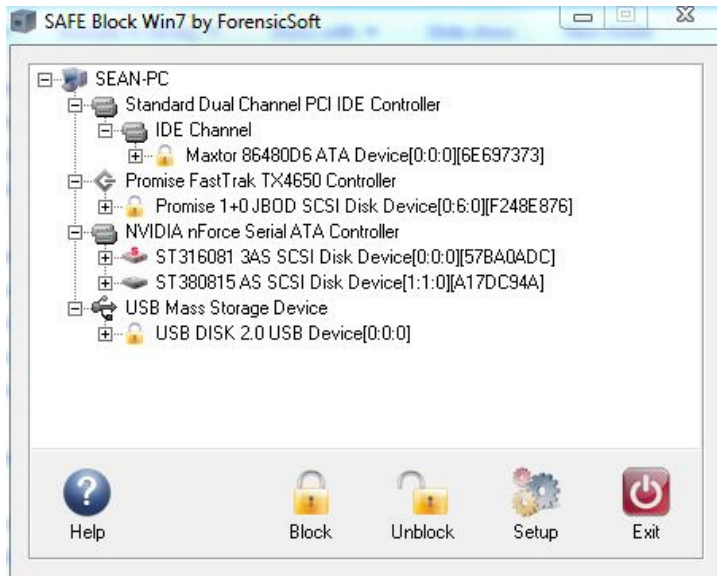 SAFE Block Win7 by ForensicSoft
SEAN-PC
Standard Dual Channel PCI IDE Controller
IDE Channel
Maxtor 86480D6 ATA Device[0:0:0][6E697373]
Promise FastTrak TX4650 Controller
Promise 1+0 JBOD SCSI Disk Device[0:6:0][F248E876]
NVIDIA nForce Serial ATA Controller
ST316081 3AS SCSI Disk Device[0:0:0][57BA0ADC]
ST380815 AS SCSI Disk Device[1:1:0][A17DC94A]
USB Mass Storage Device
USB DISK 2.0 USB Device[0:0:0]
Help
Block
Unblock
Setup
Exit